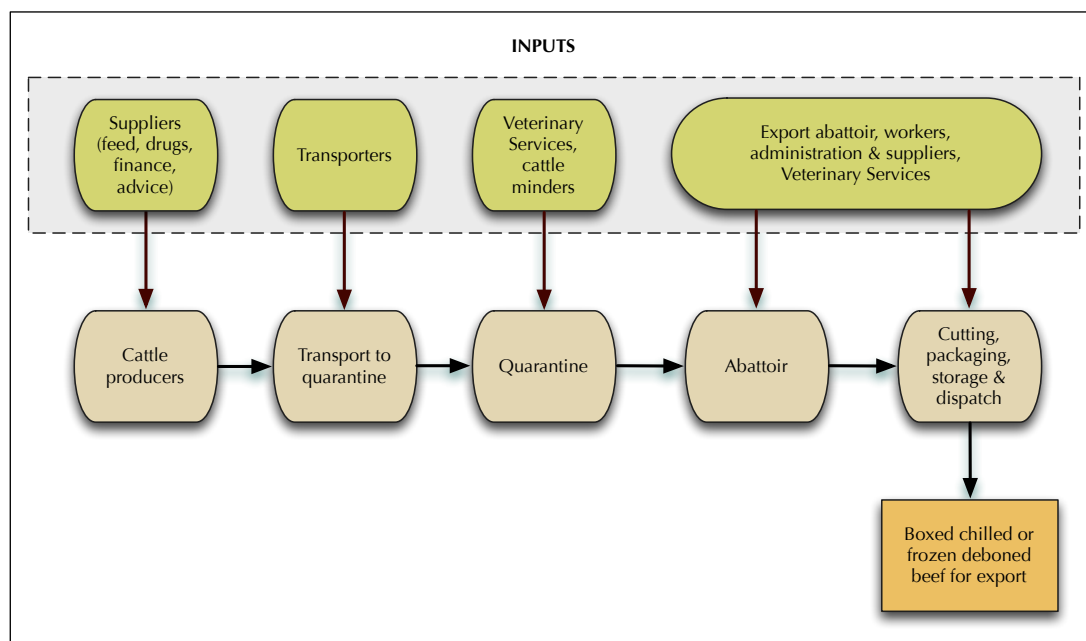 INPUTS
Suppliers
(feed, drugs,
finance,
advice)
Transporters
Veterinary
Services,
cattle
minders
Export abattoir, workers,
administration & suppliers,
Veterinary Services
Cattle
producers
Transport to
quarantine
Quarantine
Abattoir
Cutting,
packaging,
storage &
dispatch
Boxed chilled or
frozen deboned
beef for export